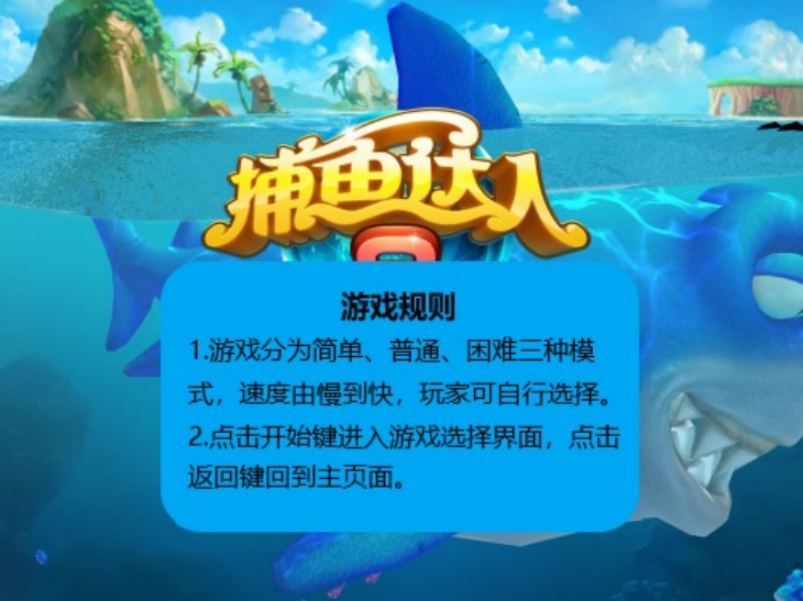 捕鱼达人
游戏规则
1.游戏分为简单、普通、困难三种模
式，速度由慢到快，玩家可自行选择。
2.点击开始键进入游戏选择界面，点击
返回键回到主页面。